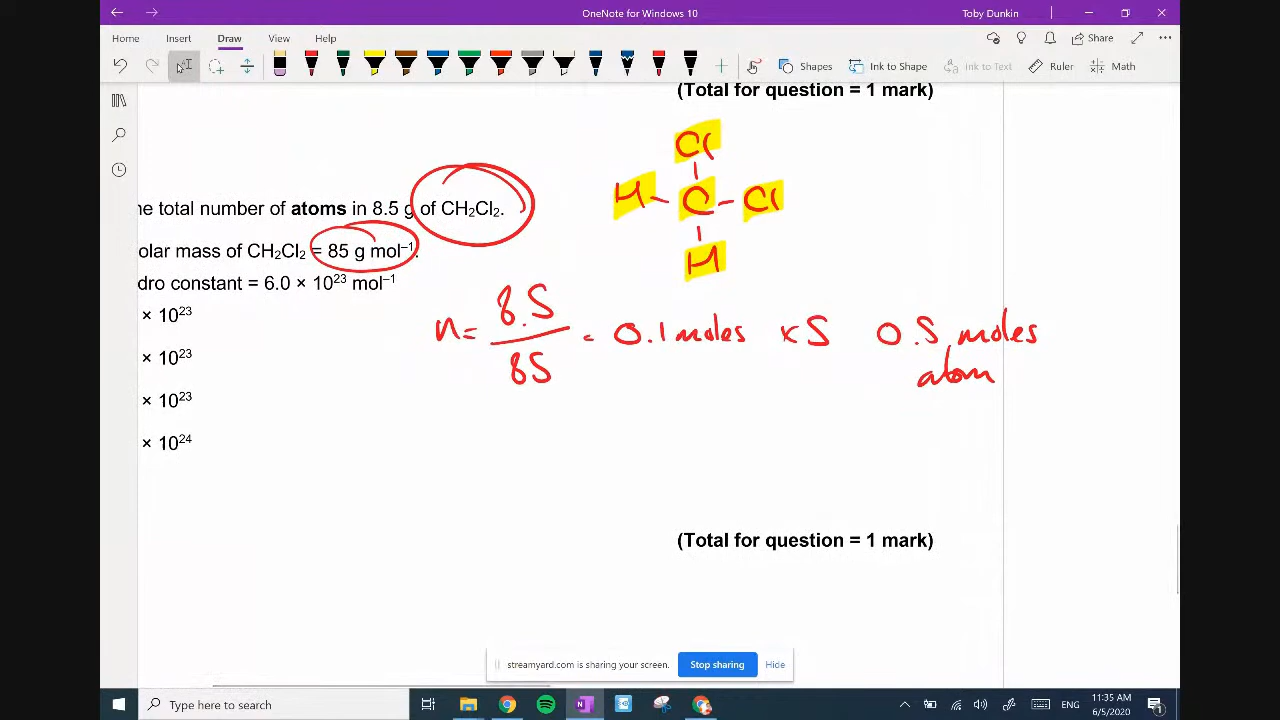 OneNote for Windows 10
Toby Dunkin
Home Insert Draw View Help
Share
Shapes Ink to Shape Ink to Text Ruler Math
(Total for question = 1 mark)
Cl
H - C - Cl
H
ne total number of atoms in 8.5 g of CH₂Cl₂.
olar mass of CH₂Cl₂ = 85 g mol⁻¹.
dro constant = 6.0 × 10²³ mol⁻¹
× 10²³
× 10²³
× 10²³
× 10²⁴
n = 8.5 / 85 = 0.1 moles × 5 0.5 moles
atom
(Total for question = 1 mark)
streamyard.com is sharing your screen. Stop sharing Hide
Type here to search
ENG
11:35 AM
6/5/2020
1